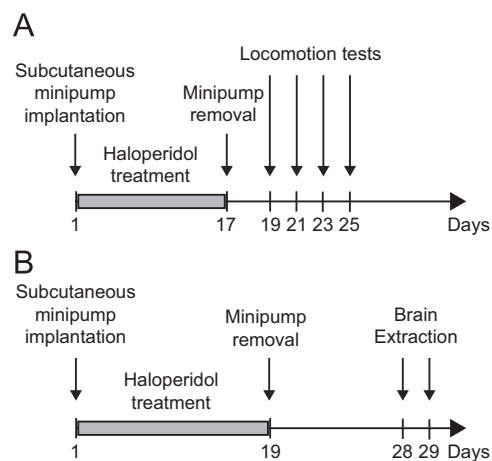 A
Locomotion tests
Subcutaneous
minipump
implantation
Minipump
removal
Haloperidol
treatment
1
17
19
21
23
25
Days
B
Subcutaneous
minipump
implantation
Minipump
removal
Brain
Extraction
Haloperidol
treatment
1
19
28
29
Days